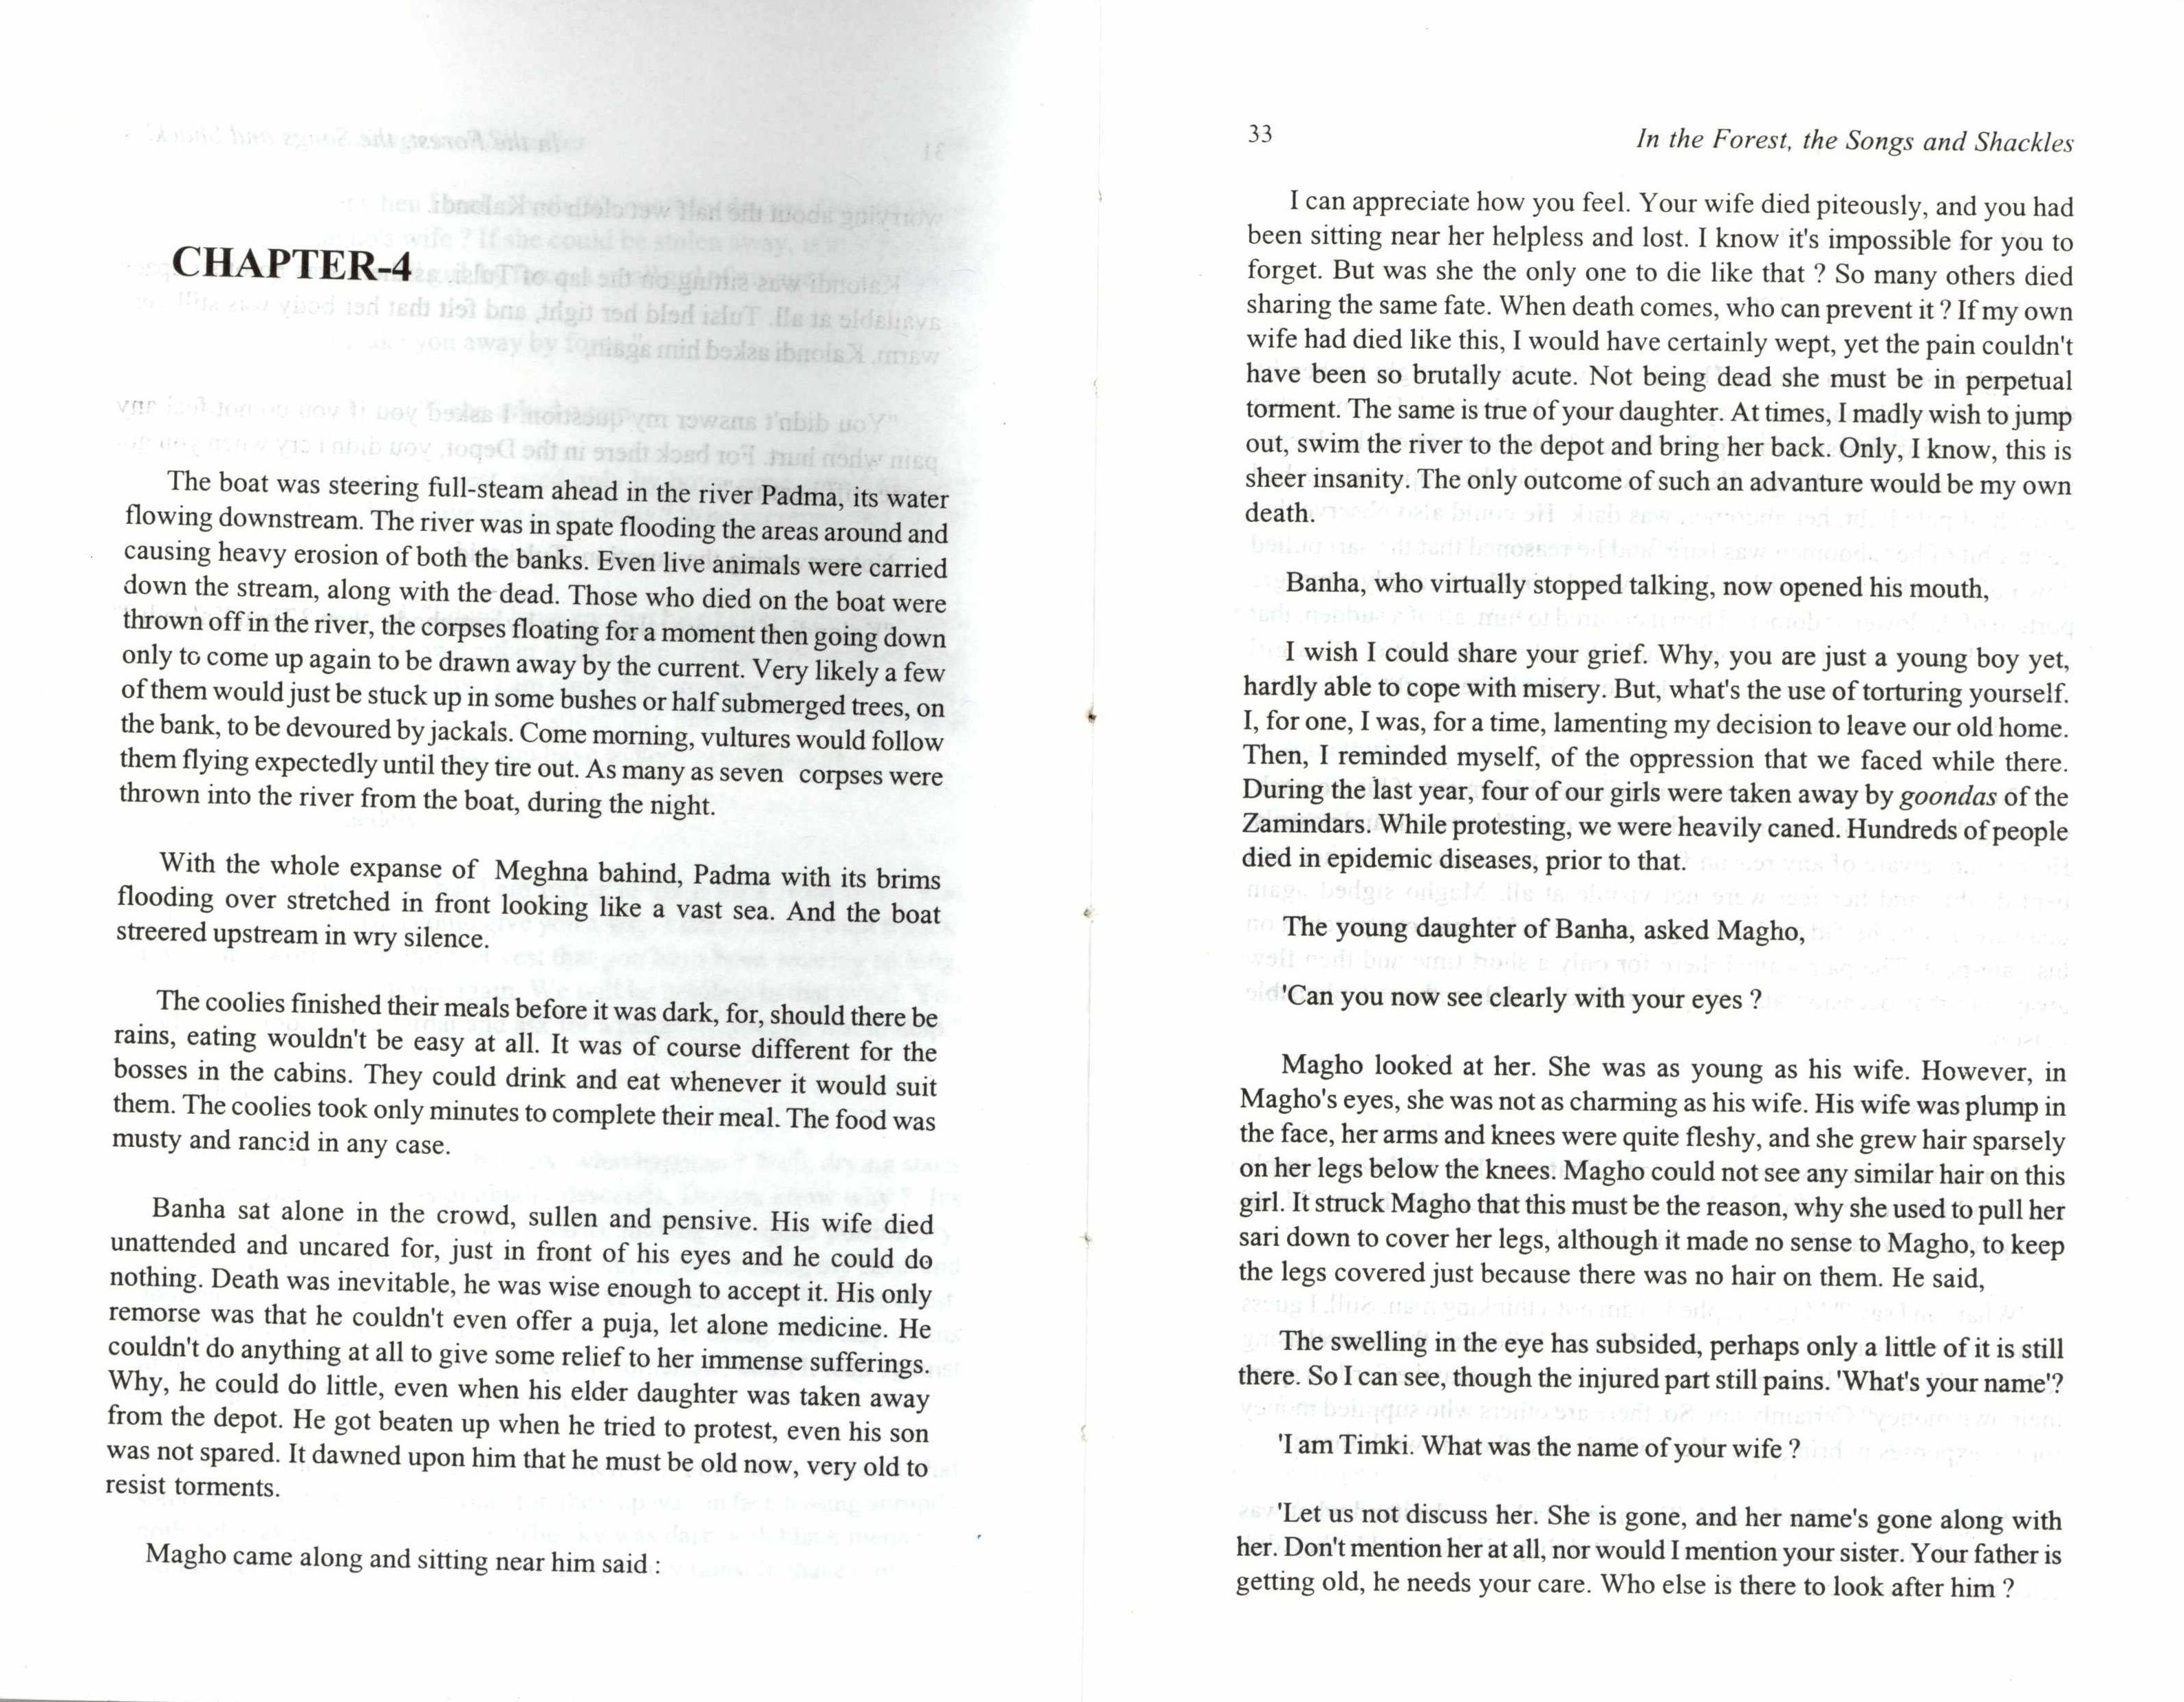 CHAPTER-4
The boat was steering full-steam ahead in the river Padma, its water
flowing downstream. The river was in spate flooding the areas around and
causing heavy erosion of both the banks. Even live animals were carried
down the stream, along with the dead. Those who died on the boat were
thrown off in the river, the corpses floating for a moment then going down
only to come up again to be drawn away by the current. Very likely a few
of them would just be stuck up in some bushes or half submerged trees, on
the bank, to be devoured by jackals. Come morning, vultures would follow
them flying expectedly until they tire out. As many as seven corpses were
thrown into the river from the boat, during the night.
With the whole expanse of Meghna bahind, Padma with its brims
flooding over stretched in front looking like a vast sea. And the boat
streered upstream in wry silence.
The coolies finished their meals before it was dark, for, should there be
rains, eating wouldn't be easy at all. It was of course different for the
bosses in the cabins. They could drink and eat whenever it would suit
them. The coolies took only minutes to complete their meal. The food was
musty and rancid in any case.
Banha sat alone in the crowd, sullen and pensive. His wife died
unattended and uncared for, just in front of his eyes and he could do
nothing. Death was inevitable, he was wise enough to accept it. His only
remorse was that he couldn't even offer a puja, let alone medicine. He
couldn't do anything at all to give some relief to her immense sufferings.
Why, he could do little, even when his elder daughter was taken away
from the depot. He got beaten up when he tried to protest, even his son
was not spared. It dawned upon him that he must be old now, very old to
resist torments.
Magho came along and sitting near him said :
33
In the Forest, the Songs and Shackles
I can appreciate how you feel. Your wife died piteously, and you had
been sitting near her helpless and lost. I know it's impossible for you to
forget. But was she the only one to die like that ? So many others died
sharing the same fate. When death comes, who can prevent it ? If my own
wife had died like this, I would have certainly wept, yet the pain couldn't
have been so brutally acute. Not being dead she must be in perpetual
torment. The same is true of your daughter. At times, I madly wish to jump
out, swim the river to the depot and bring her back. Only, I know, this is
sheer insanity. The only outcome of such an advanture would be my own
death.
Banha, who virtually stopped talking, now opened his mouth,
I wish I could share your grief. Why, you are just a young boy yet,
hardly able to cope with misery. But, what's the use of torturing yourself.
I, for one, I was, for a time, lamenting my decision to leave our old home.
Then, I reminded myself, of the oppression that we faced while there.
During the last year, four of our girls were taken away by goondas of the
Zamindars. While protesting, we were heavily caned. Hundreds of people
died in epidemic diseases, prior to that.
The young daughter of Banha, asked Magho,
'Can you now see clearly with your eyes ?
Magho looked at her. She was as young as his wife. However, in
Magho's eyes, she was not as charming as his wife. His wife was plump in
the face, her arms and knees were quite fleshy, and she grew hair sparsely
on her legs below the knees. Magho could not see any similar hair on this
girl. It struck Magho that this must be the reason, why she used to pull her
sari down to cover her legs, although it made no sense to Magho, to keep
the legs covered just because there was no hair on them. He said,
The swelling in the eye has subsided, perhaps only a little of it is still
there. So I can see, though the injured part still pains. 'What's your name'?
'I am Timki. What was the name of your wife ?
'Let us not discuss her. She is gone, and her name's gone along with
her. Don't mention her at all, nor would I mention your sister. Your father is
getting old, he needs your care. Who else is there to look after him ?